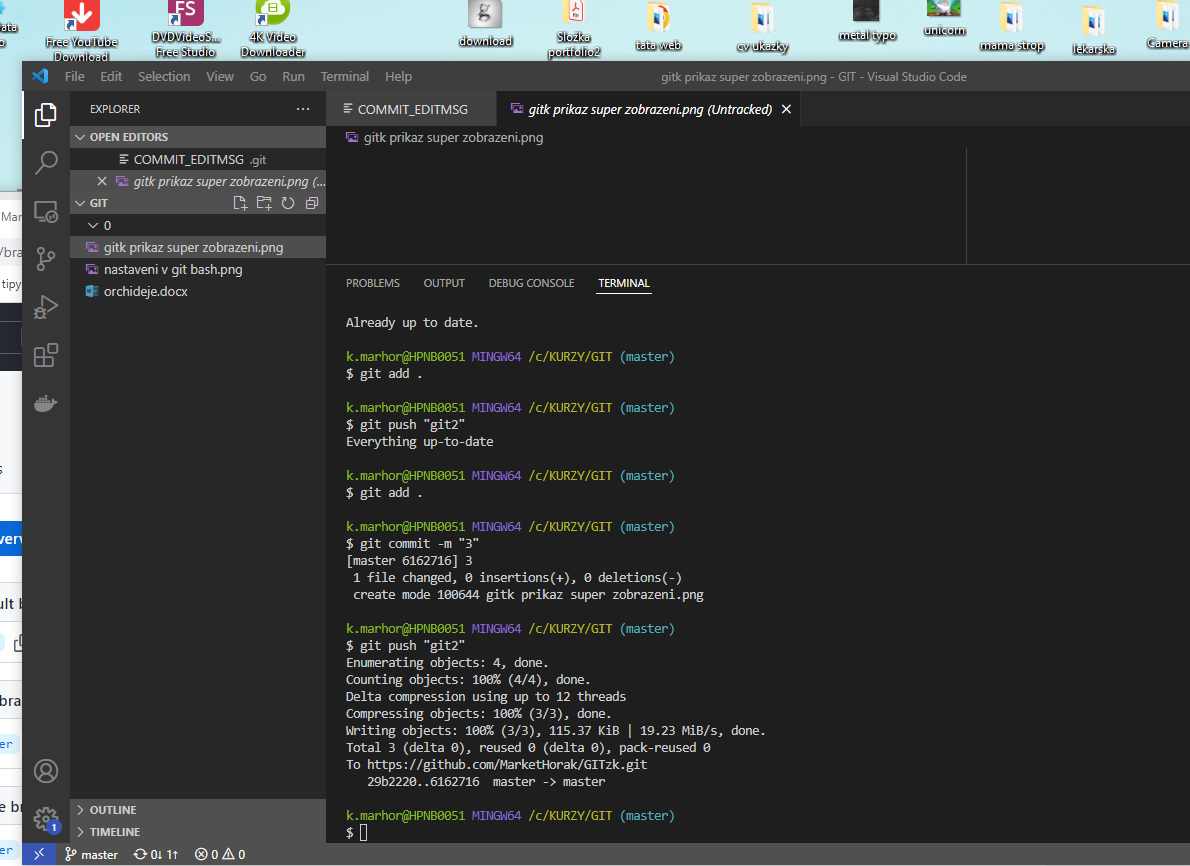 ata
Free YouTube
Download
FS
DVDVideoS...
Free Studio
4K Video
Downloader
download
Složka
portfolio2
tata web
cv ukazky
metal typo
unicorn
mama strop
lekarska
Camera
File Edit Selection View Go Run Terminal Help
gitk prikaz super zobrazeni.png - GIT - Visual Studio Code
EXPLORER ...
COMMIT_EDITMSG
gitk prikaz super zobrazeni.png (Untracked)
OPEN EDITORS
gitk prikaz super zobrazeni.png
COMMIT_EDITMSG .git
gitk prikaz super zobrazeni.png (...
GIT
0
gitk prikaz super zobrazeni.png
nastaveni v git bash.png
orchideje.docx
Mar
/bra
tipy
PROBLEMS OUTPUT DEBUG CONSOLE TERMINAL
Already up to date.
k.marhor@HPNB0051 MINGW64 /c/KURZY/GIT (master)
$ git add .
k.marhor@HPNB0051 MINGW64 /c/KURZY/GIT (master)
$ git push "git2"
Everything up-to-date
k.marhor@HPNB0051 MINGW64 /c/KURZY/GIT (master)
$ git add .
k.marhor@HPNB0051 MINGW64 /c/KURZY/GIT (master)
$ git commit -m "3"
[master 6162716] 3
1 file changed, 0 insertions(+), 0 deletions(-)
create mode 100644 gitk prikaz super zobrazeni.png
k.marhor@HPNB0051 MINGW64 /c/KURZY/GIT (master)
$ git push "git2"
Enumerating objects: 4, done.
Counting objects: 100% (4/4), done.
Delta compression using up to 12 threads
Compressing objects: 100% (3/3), done.
Writing objects: 100% (3/3), 115.37 KiB | 19.23 MiB/s, done.
Total 3 (delta 0), reused 0 (delta 0), pack-reused 0
To https://github.com/MarketHorak/GITzk.git
29b2220..6162716 master -> master
k.marhor@HPNB0051 MINGW64 /c/KURZY/GIT (master)
$
verv
ult b
bra
er
e br
er
OUTLINE
TIMELINE
1
master 0↓ 1↑ 0 0